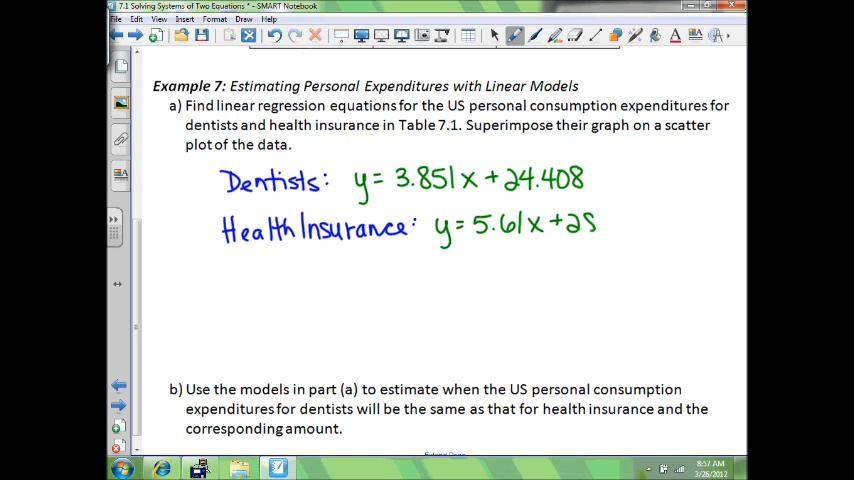 7.1 Solving Systems of Two Equations * - SMART Notebook
File Edit View Insert Format Draw Help
Example 7: Estimating Personal Expenditures with Linear Models
a) Find linear regression equations for the US personal consumption expenditures for
dentists and health insurance in Table 7.1. Superimpose their graph on a scatter
plot of the data.
Dentists: y = 3.851x + 24.408
Health Insurance: y = 5.61x + 28
b) Use the models in part (a) to estimate when the US personal consumption
expenditures for dentists will be the same as that for health insurance and the
corresponding amount.
Extend Page
8:57 AM
3/26/2012